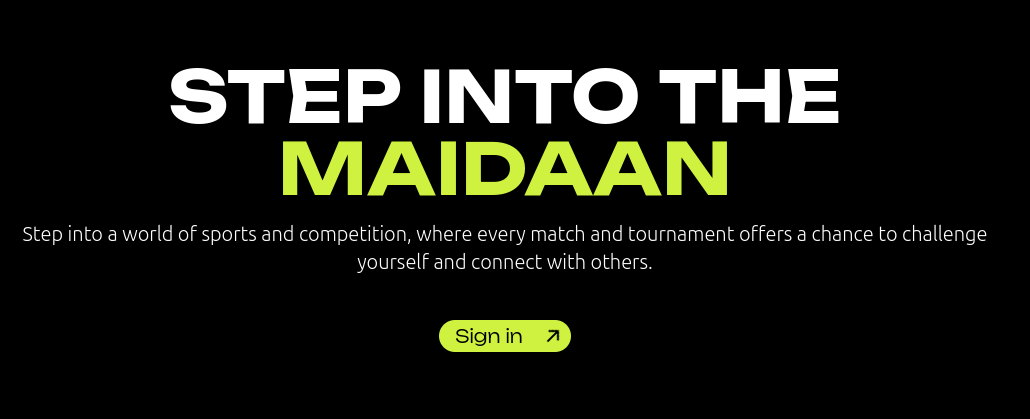 STEP INTO THE
MAIDAAN
Step into a world of sports and competition, where every match and tournament offers a chance to challenge
yourself and connect with others.
Sign in